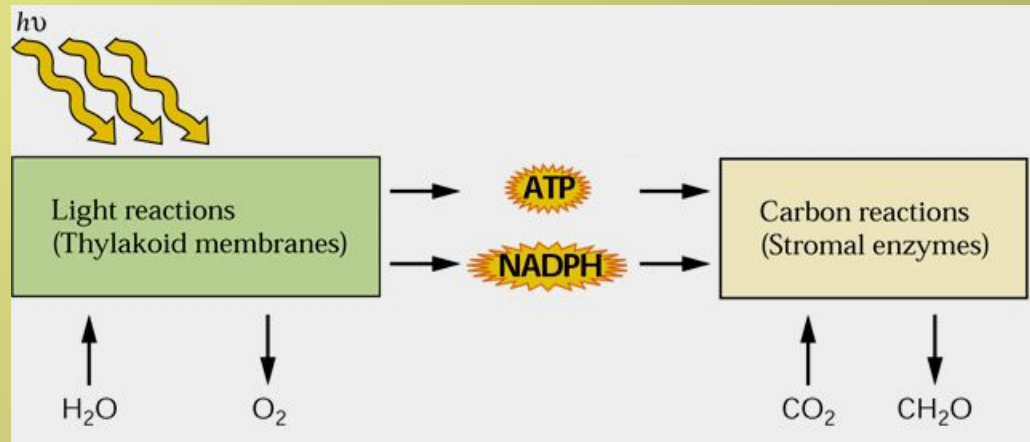 hυ
Light reactions
(Thylakoid membranes)
ATP
NADPH
Carbon reactions
(Stromal enzymes)
H₂O
O₂
CO₂
CH₂O